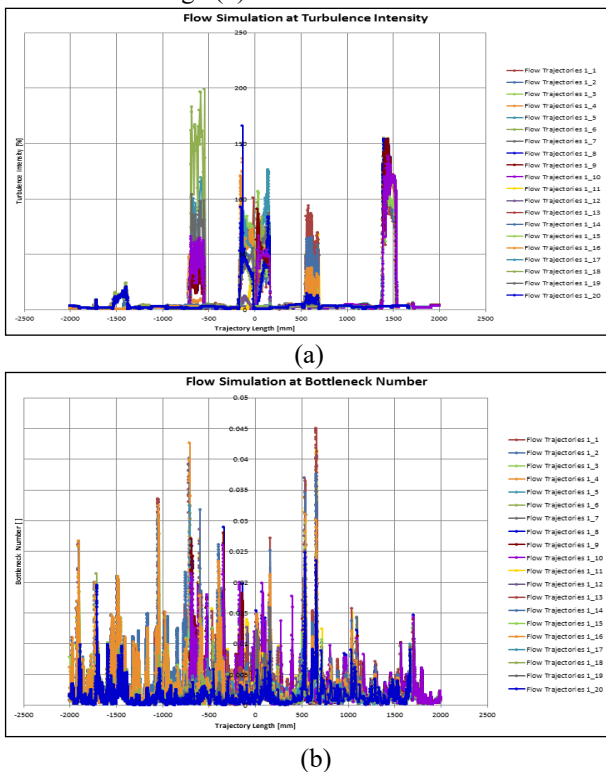 Flow Simulation at Turbulence Intensity
250
200
150
50
0
Turbulence Intensity [%]
-2500 -2000 -1500 -1000 -500 0 500 1000 1500 2000 2500
Trajectory Length [mm]
Flow Trajectories 1_1
Flow Trajectories 1_2
Flow Trajectories 1_3
Flow Trajectories 1_4
Flow Trajectories 1_5
Flow Trajectories 1_6
Flow Trajectories 1_7
Flow Trajectories 1_8
Flow Trajectories 1_9
Flow Trajectories 1_10
Flow Trajectories 1_11
Flow Trajectories 1_12
Flow Trajectories 1_13
Flow Trajectories 1_14
Flow Trajectories 1_15
Flow Trajectories 1_16
Flow Trajectories 1_17
Flow Trajectories 1_18
Flow Trajectories 1_19
Flow Trajectories 1_20
(a)
Flow Simulation at Bottleneck Number
0.05
0.045
0.04
0.035
0.03
0.025
Bottleneck Number [ ]
-2500 -2000 -1500 -1000 -500 0 500 1000 1500 2000 2500
Trajectory Length [mm]
Flow Trajectories 1_1
Flow Trajectories 1_2
Flow Trajectories 1_3
Flow Trajectories 1_4
Flow Trajectories 1_5
Flow Trajectories 1_6
Flow Trajectories 1_7
Flow Trajectories 1_8
Flow Trajectories 1_9
Flow Trajectories 1_10
Flow Trajectories 1_11
Flow Trajectories 1_12
Flow Trajectories 1_13
Flow Trajectories 1_14
Flow Trajectories 1_15
Flow Trajectories 1_16
Flow Trajectories 1_17
Flow Trajectories 1_18
Flow Trajectories 1_19
Flow Trajectories 1_20
(b)